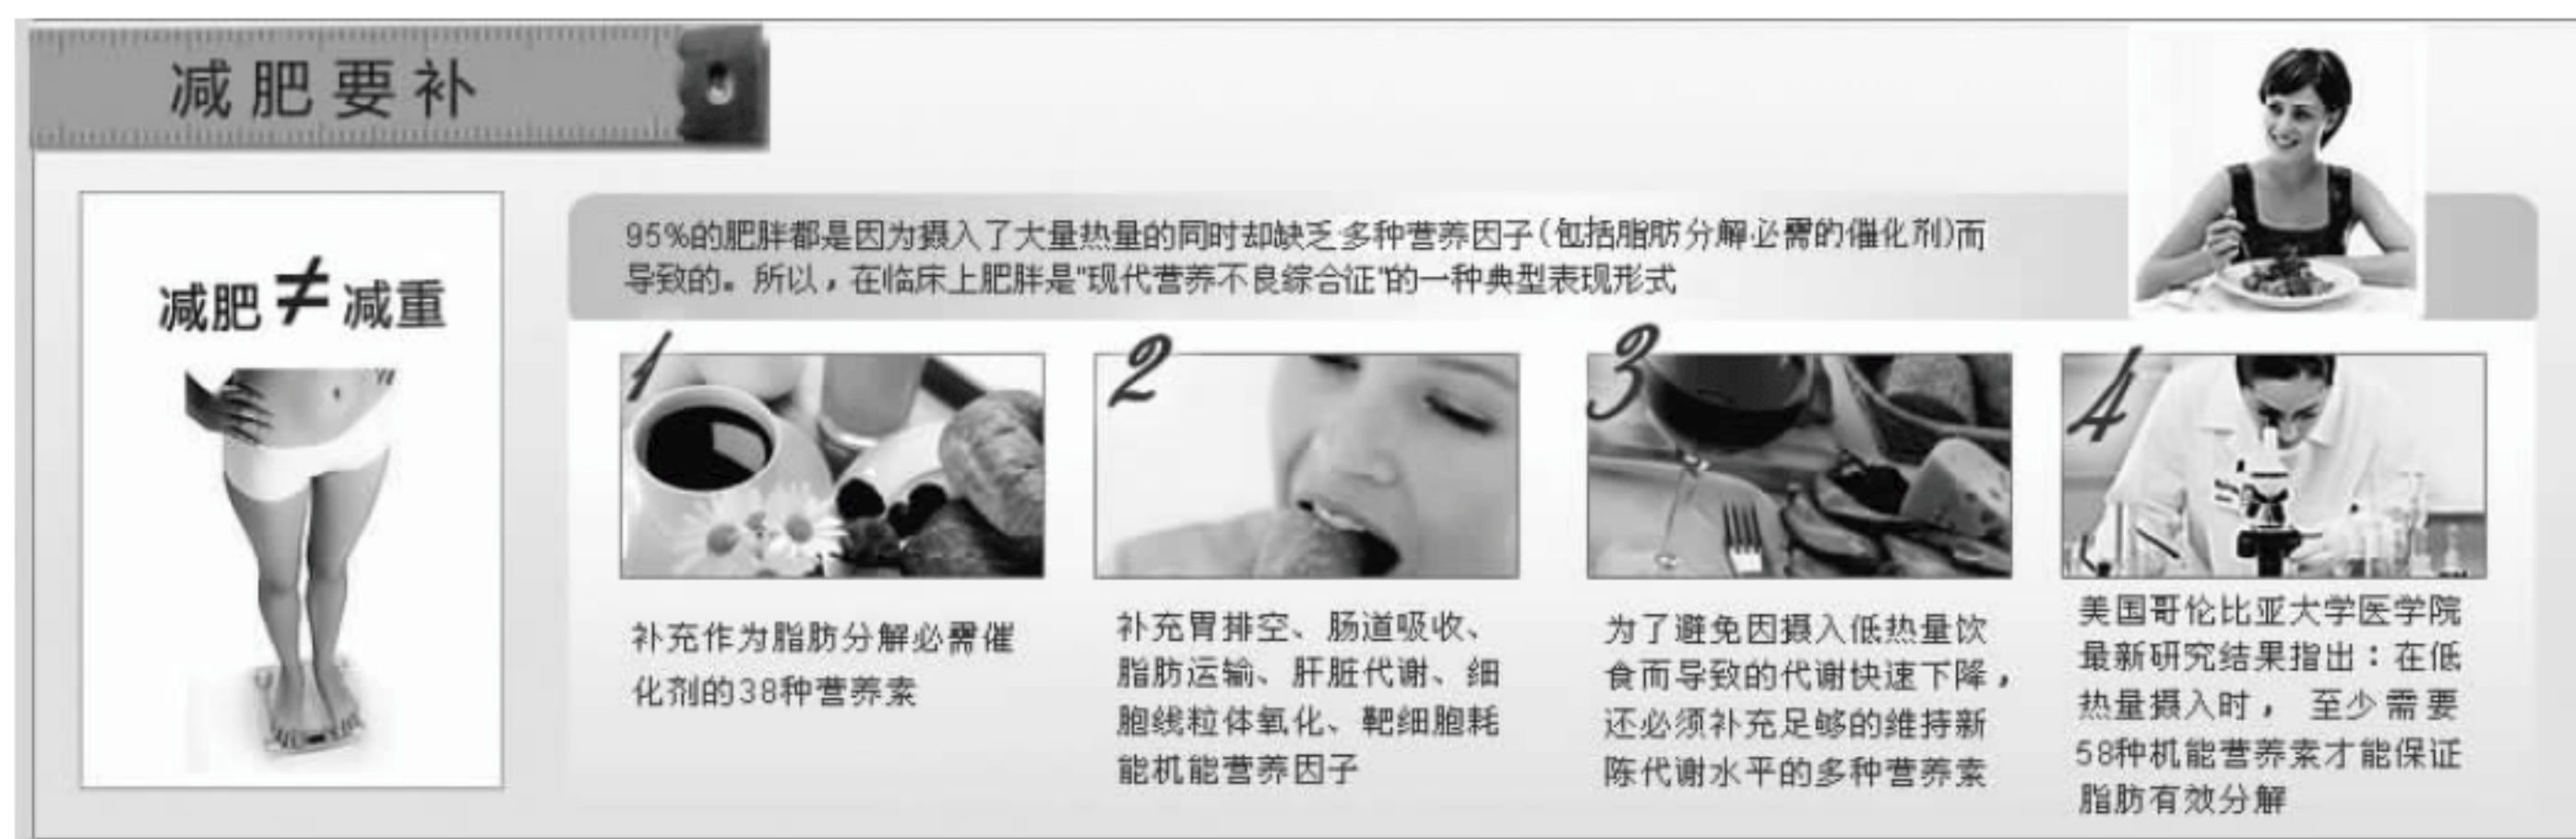 减肥要补
减肥≠减重
95%的肥胖都是因为摄入了大量热量的同时却缺乏多种营养因子(包括脂肪分解必需的催化剂)而
导致的。所以，在临床上肥胖是"现代营养不良综合征"的一种典型表现形式
1
补充作为脂肪分解必需催
化剂的38种营养素
2
补充胃排空、肠道吸收、
脂肪运输、肝脏代谢、细
胞线粒体氧化、靶细胞耗
能机能营养因子
3
为了避免因摄入低热量饮
食而导致的代谢快速下降，
还必须补充足够的维持新
陈代谢水平的多种营养素
4
美国哥伦比亚大学医学院
最新研究结果指出：在低
热量摄入时， 至少需要
58种机能营养素才能保证
脂肪有效分解